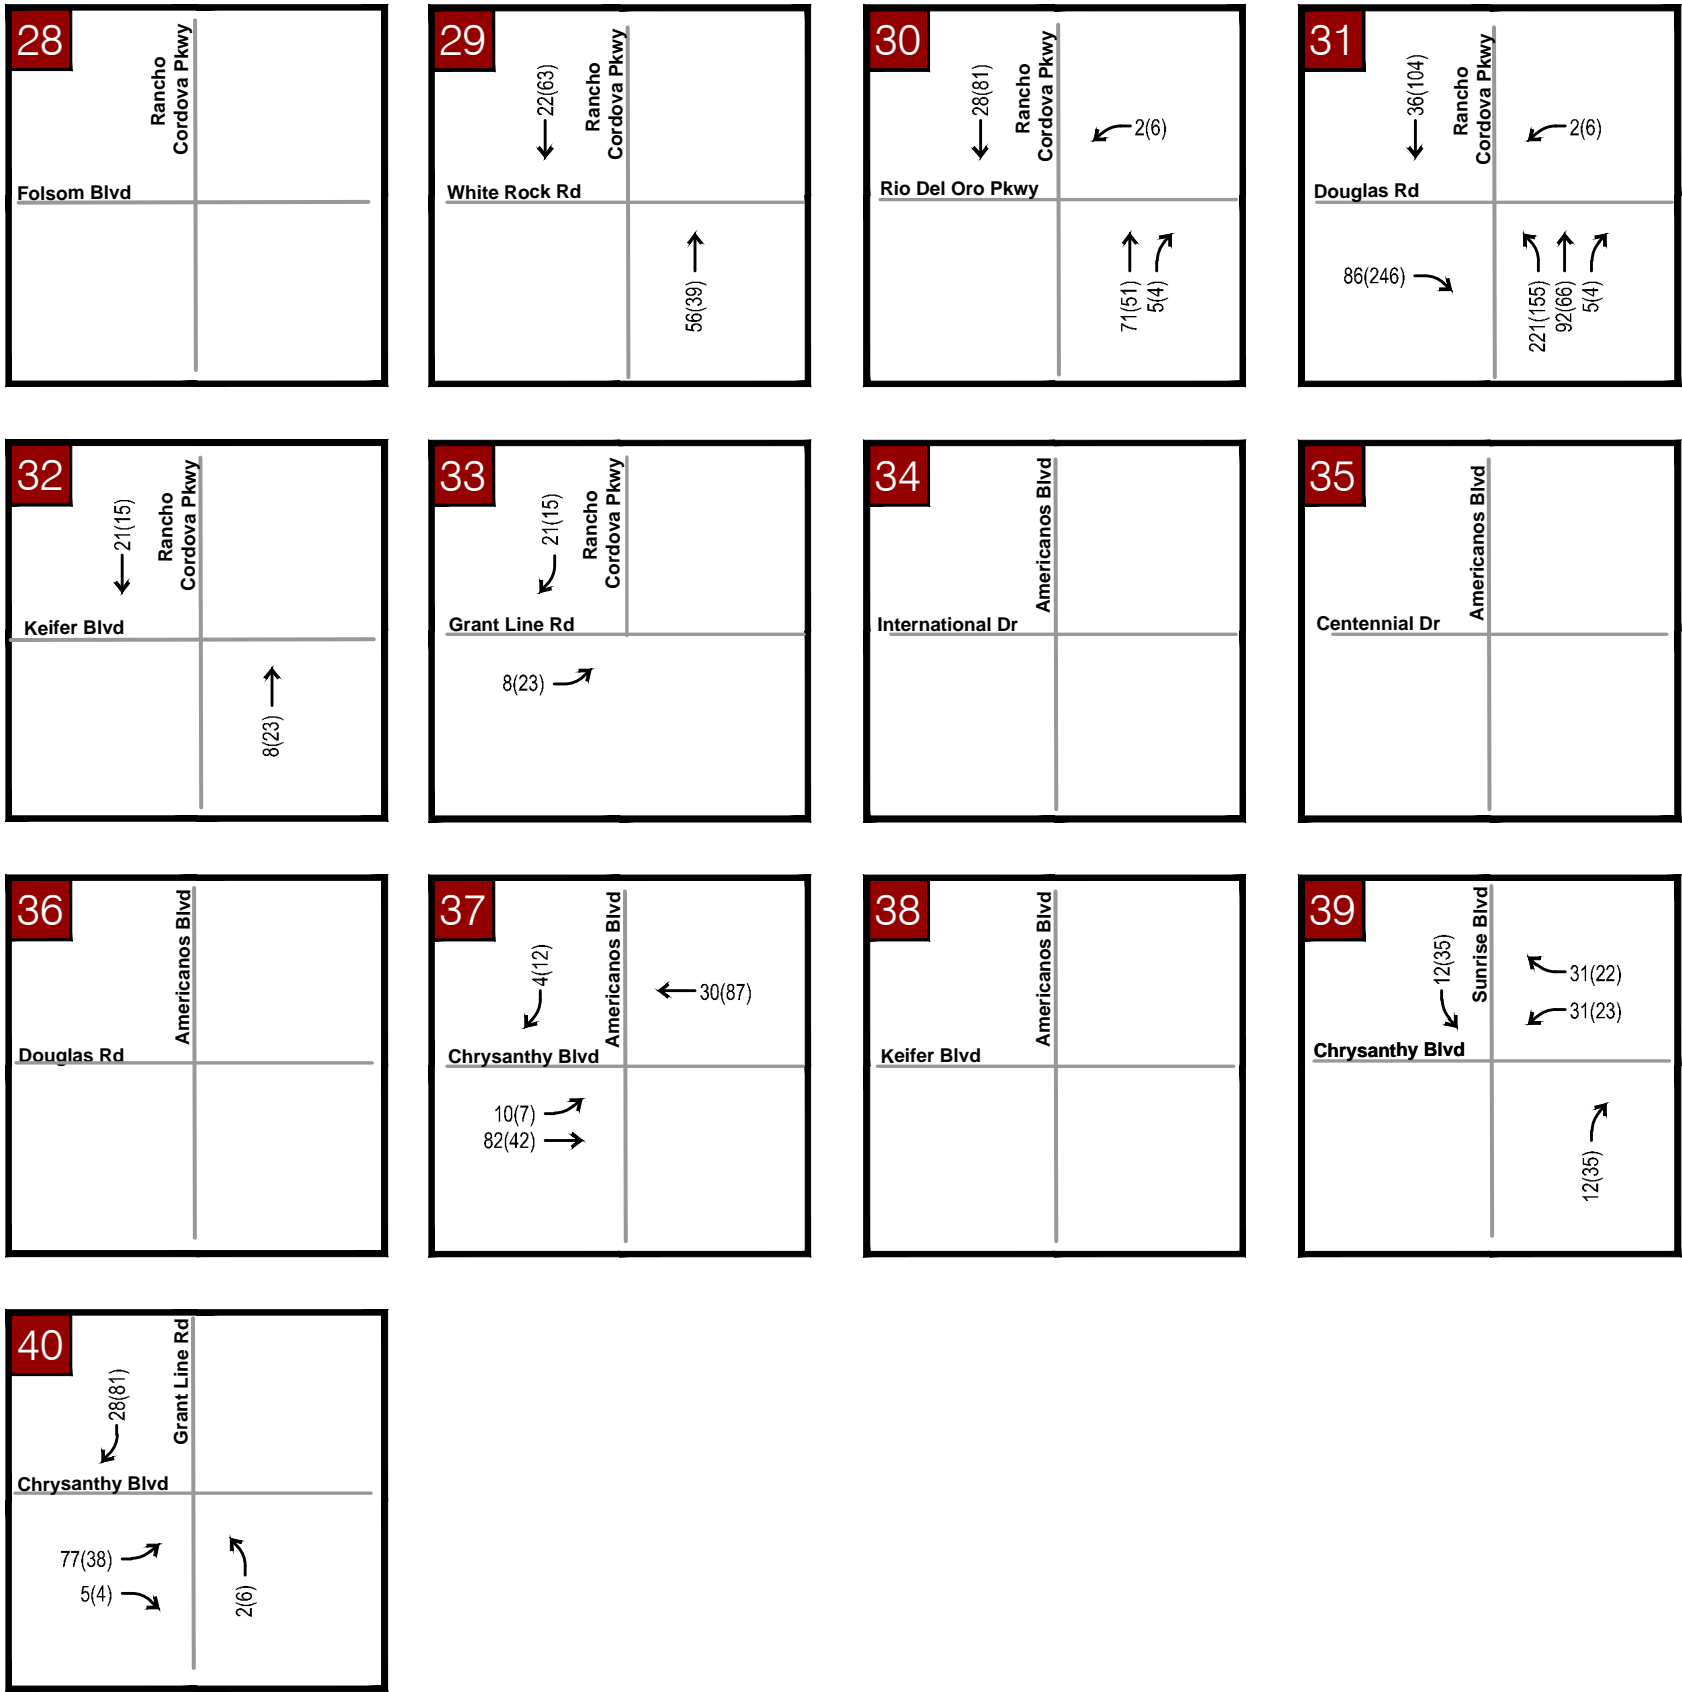 28
Rancho
Cordova Pkwy
Folsom Blvd
29
22(63)
Rancho
Cordova Pkwy
White Rock Rd
56(39)
30
28(81)
Rancho
Cordova Pkwy
2(6)
Rio Del Oro Pkwy
71(51)
5(4)
31
36(104)
Rancho
Cordova Pkwy
2(6)
Douglas Rd
86(246)
221(155)
92(66)
5(4)
32
21(15)
Rancho
Cordova Pkwy
Keifer Blvd
8(23)
33
21(15)
Rancho
Cordova Pkwy
Grant Line Rd
8(23)
34
Americanos Blvd
International Dr
35
Americanos Blvd
Centennial Dr
36
Americanos Blvd
Douglas Rd
37
4(12)
Americanos Blvd
30(87)
Chrysanthy Blvd
10(7)
82(42)
38
Americanos Blvd
Keifer Blvd
39
12(35)
Sunrise Blvd
31(22)
31(23)
Chrysanthy Blvd
12(35)
40
28(81)
Grant Line Rd
Chrysanthy Blvd
77(38)
5(4)
2(6)